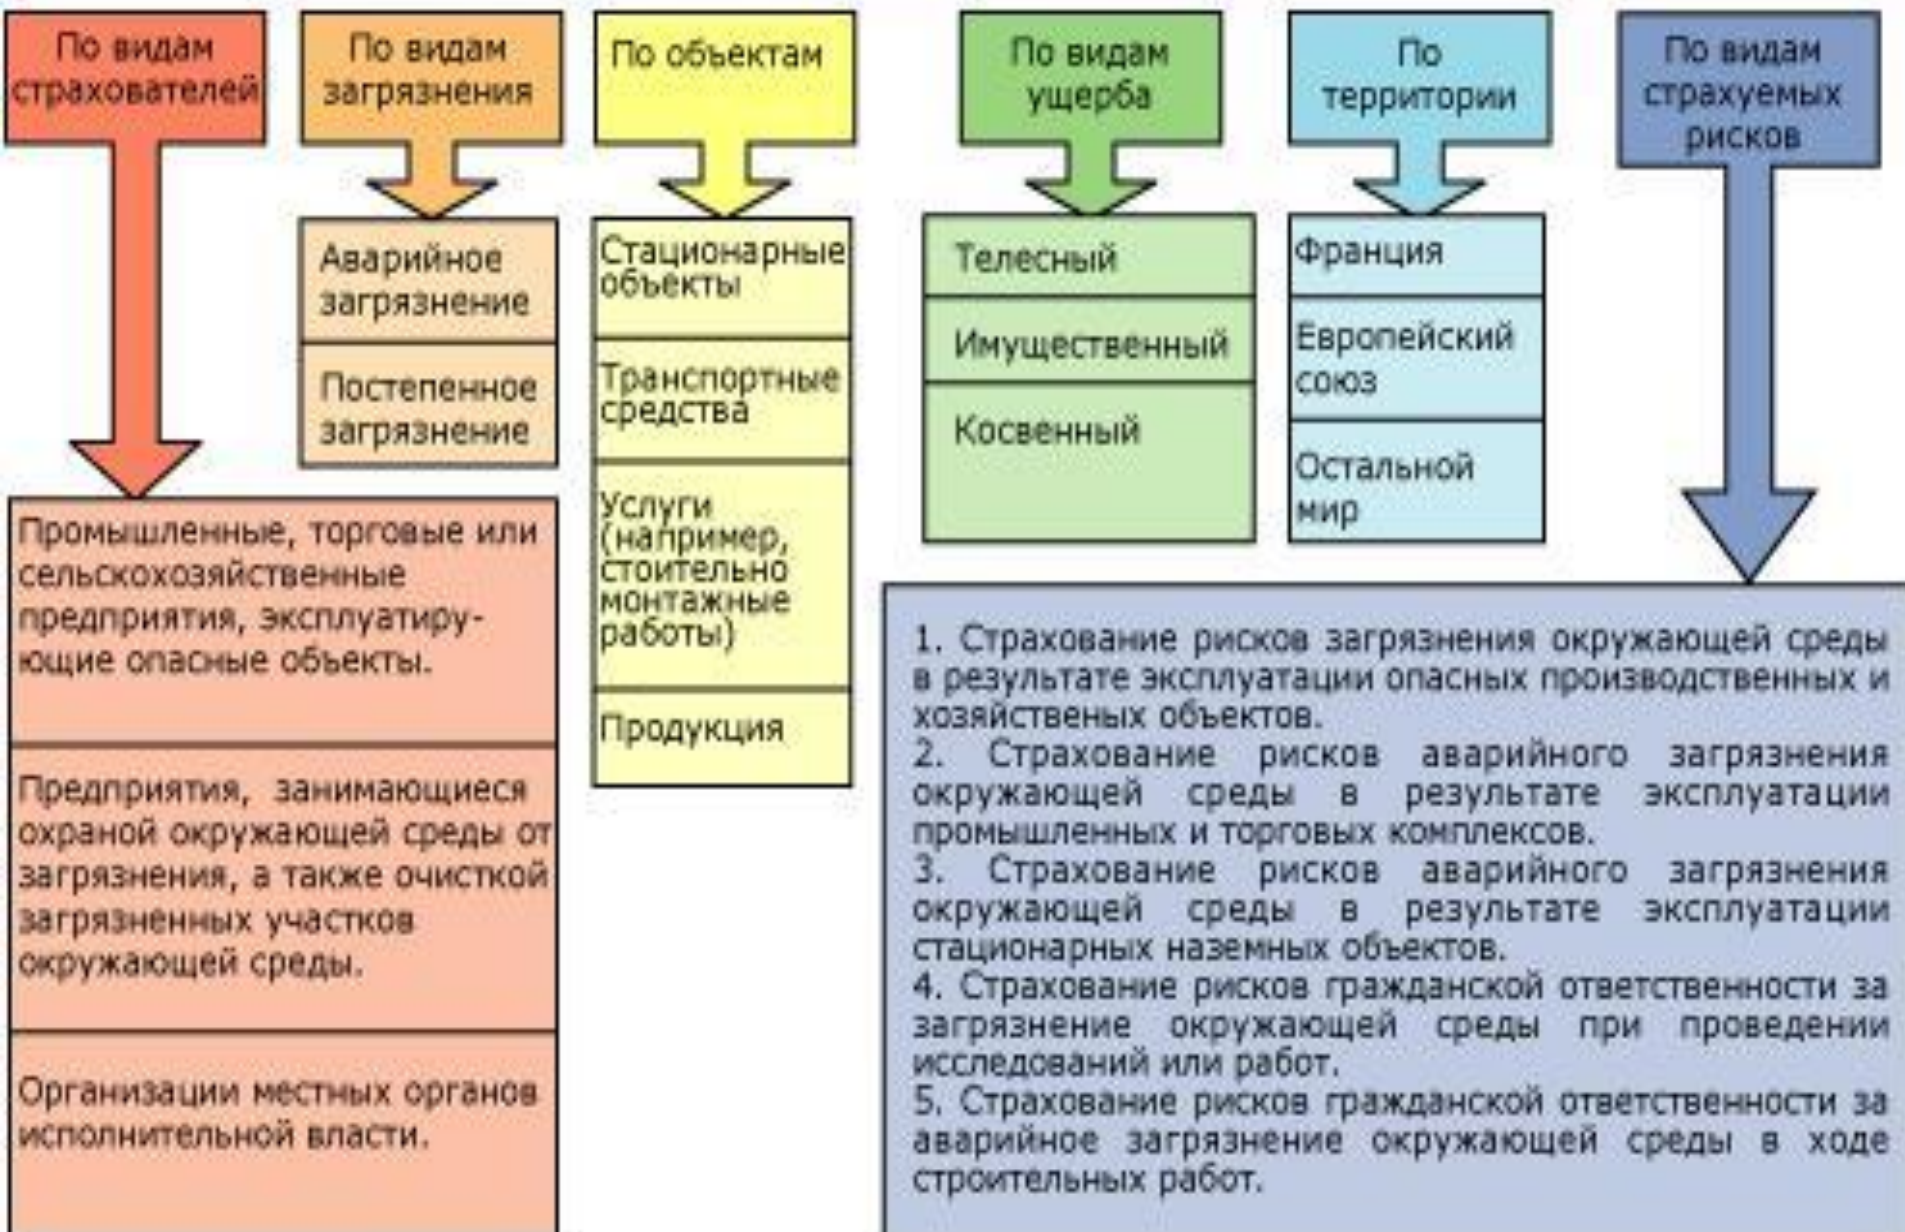 По видам
страхователей
По видам
загрязнения
По объектам
По видам
ущерба
По
территории
По видам
страхуемых
рисков
Аварийное
загрязнение
Постепенное
загрязнение
Стационарные
объекты
Транспортные
средства
Услуги
(например,
стоительно
монтажные
работы)
Продукция
Телесный
Имущественный
Косвенный
Франция
Европейский
союз
Остальной
мир
Промышленные, торговые или
сельскохозяйственные
предприятия, эксплуатиру-
ющие опасные объекты.
Предприятия, занимающиеся
охраной окружающей среды от
загрязнения, а также очисткой
загрязненных участков
окружающей среды.
Организации местных органов
исполнительной власти.
1. Страхование рисков загрязнения окружающей среды
в результате эксплуатации опасных производственных и
хозяйственых объектов.
2. Страхование рисков аварийного загрязнения
окружающей среды в результате эксплуатации
промышленных и торговых комплексов.
3. Страхование рисков аварийного загрязнения
окружающей среды в результате эксплуатации
стационарных наземных объектов.
4. Страхование рисков гражданской ответственности за
загрязнение окружающей среды при проведении
исследований или работ.
5. Страхование рисков гражданской ответственности за
аварийное загрязнение окружающей среды в ходе
строительных работ.